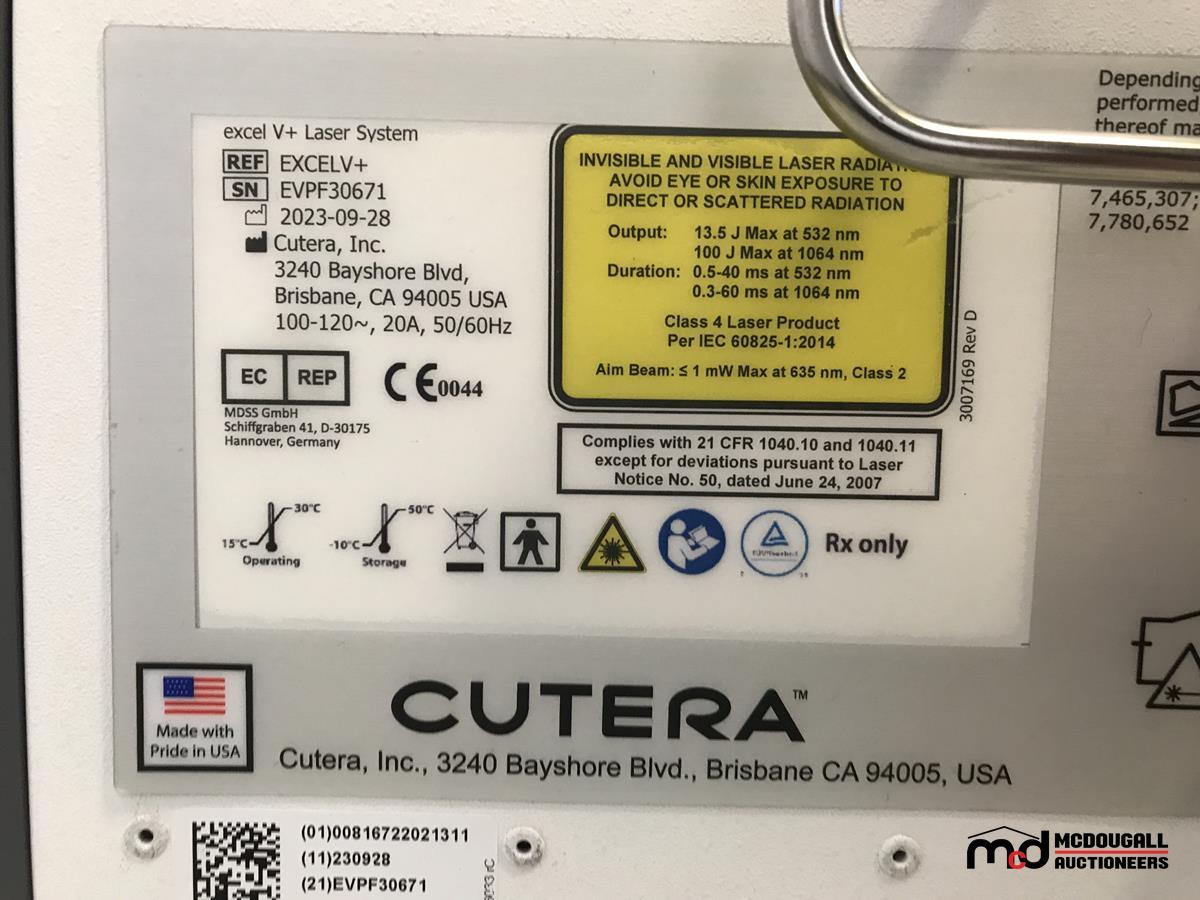 excel V+ Laser System
REF EXCELV+
SN EVPF30671
2023-09-28
Cutera, Inc.
3240 Bayshore Blvd,
Brisbane, CA 94005 USA
100-120~, 20A, 50/60Hz
EC REP
MDSS GmbH
Schiffgraben 41, D-30175
Hannover, Germany
CE0044
INVISIBLE AND VISIBLE LASER
AVOID EYE OR SKIN EXPOSURE TO
DIRECT OR SCATTERED RADIATION
Output: 13.5 J Max at 532 nm
100 J Max at 1064 nm
Duration: 0.5-40 ms at 532 nm
0.3-60 ms at 1064 nm
Class 4 Laser Product
Per IEC 60825-1:2014
Aim Beam: ≤ 1 mW Max at 635 nm, Class 2
3007169 Rev D
Complies with 21 CFR 1040.10 and 1040.11
except for deviations pursuant to Laser
Notice No. 50, dated June 24, 2007
30°C
15°C
Operating
50°C
-10°C
Storage
Rx only
Depending
performed
thereof ma
7,465,307;
7,780,652
Made with
Pride in USA
CUTERA™
Cutera, Inc., 3240 Bayshore Blvd., Brisbane CA 94005, USA
(01)00816722021311
(11)230928
(21)EVPF30671
mcd MCDOUGALL
AUCTIONEERS